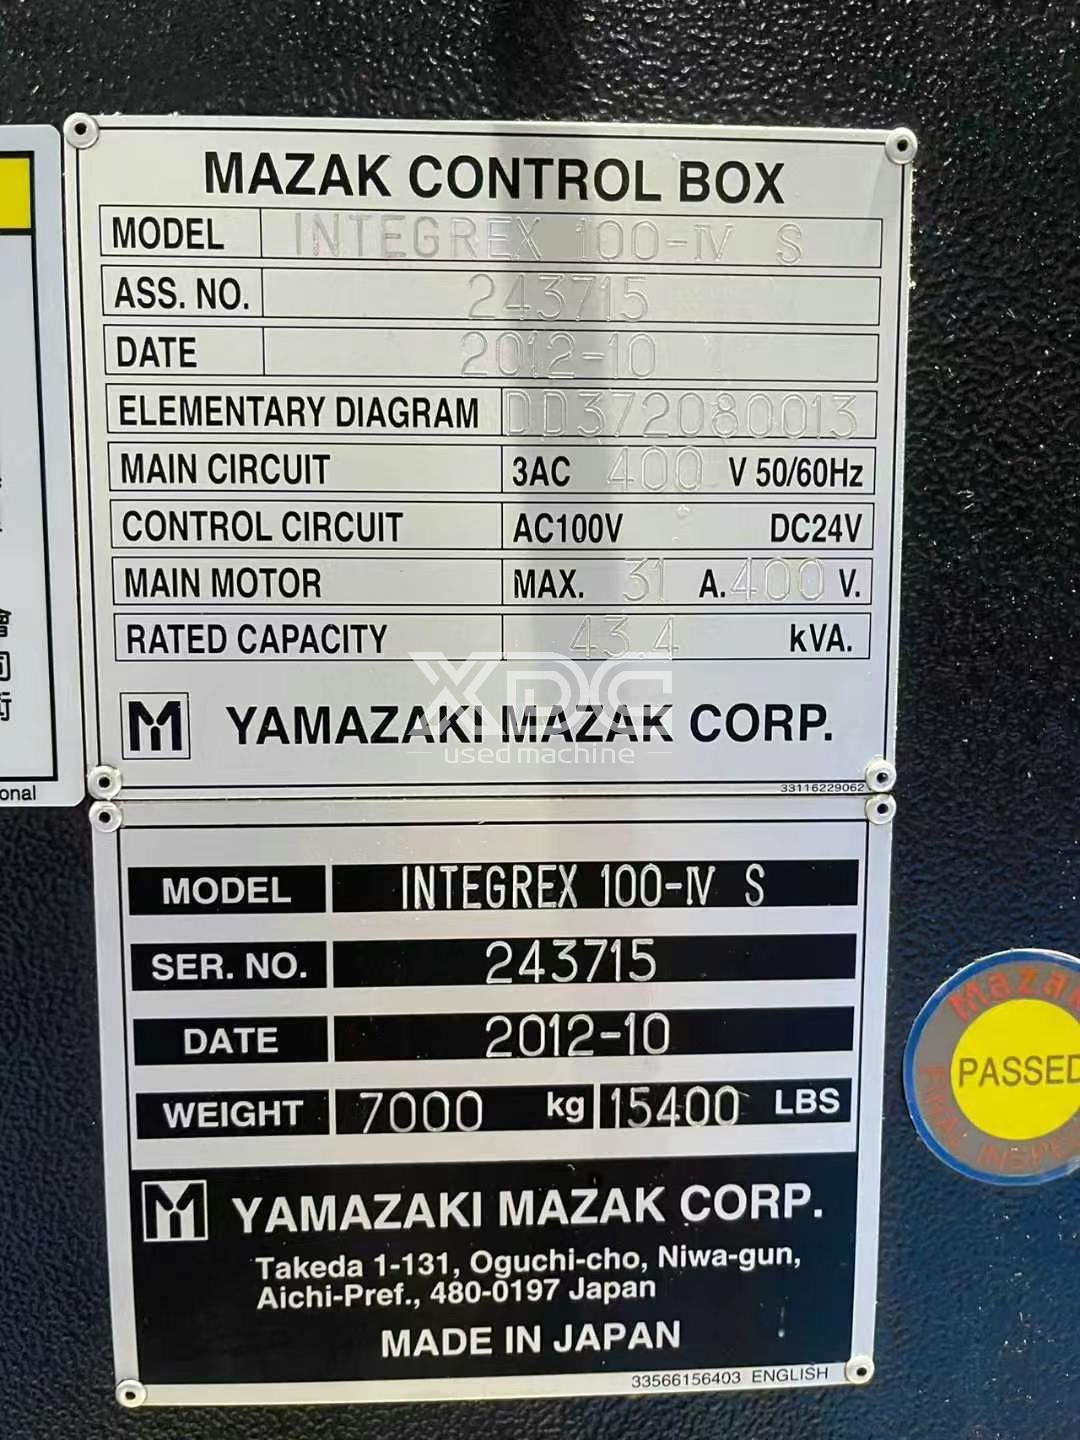 MAZAK CONTROL BOX
MODEL INTEGREX 100-IV S
ASS. NO. 243715
DATE 2012-10
ELEMENTARY DIAGRAM DD372080013
MAIN CIRCUIT 3AC 400 V 50/60Hz
CONTROL CIRCUIT AC100V DC24V
MAIN MOTOR MAX. 31 A. 400 V.
RATED CAPACITY 43.4 kVA.
XDC
YAMAZAKI MAZAK CORP.
used machine
33116229062
onal
MODEL INTEGREX 100-IV S
SER. NO. 243715
DATE 2012-10
WEIGHT 7000 kg 15400 LBS
YAMAZAKI MAZAK CORP.
Takeda 1-131, Oguchi-cho, Niwa-gun,
Aichi-Pref., 480-0197 Japan
MADE IN JAPAN
33566156403 ENGLISH
Mazak
PASSED
FINAL INSPE